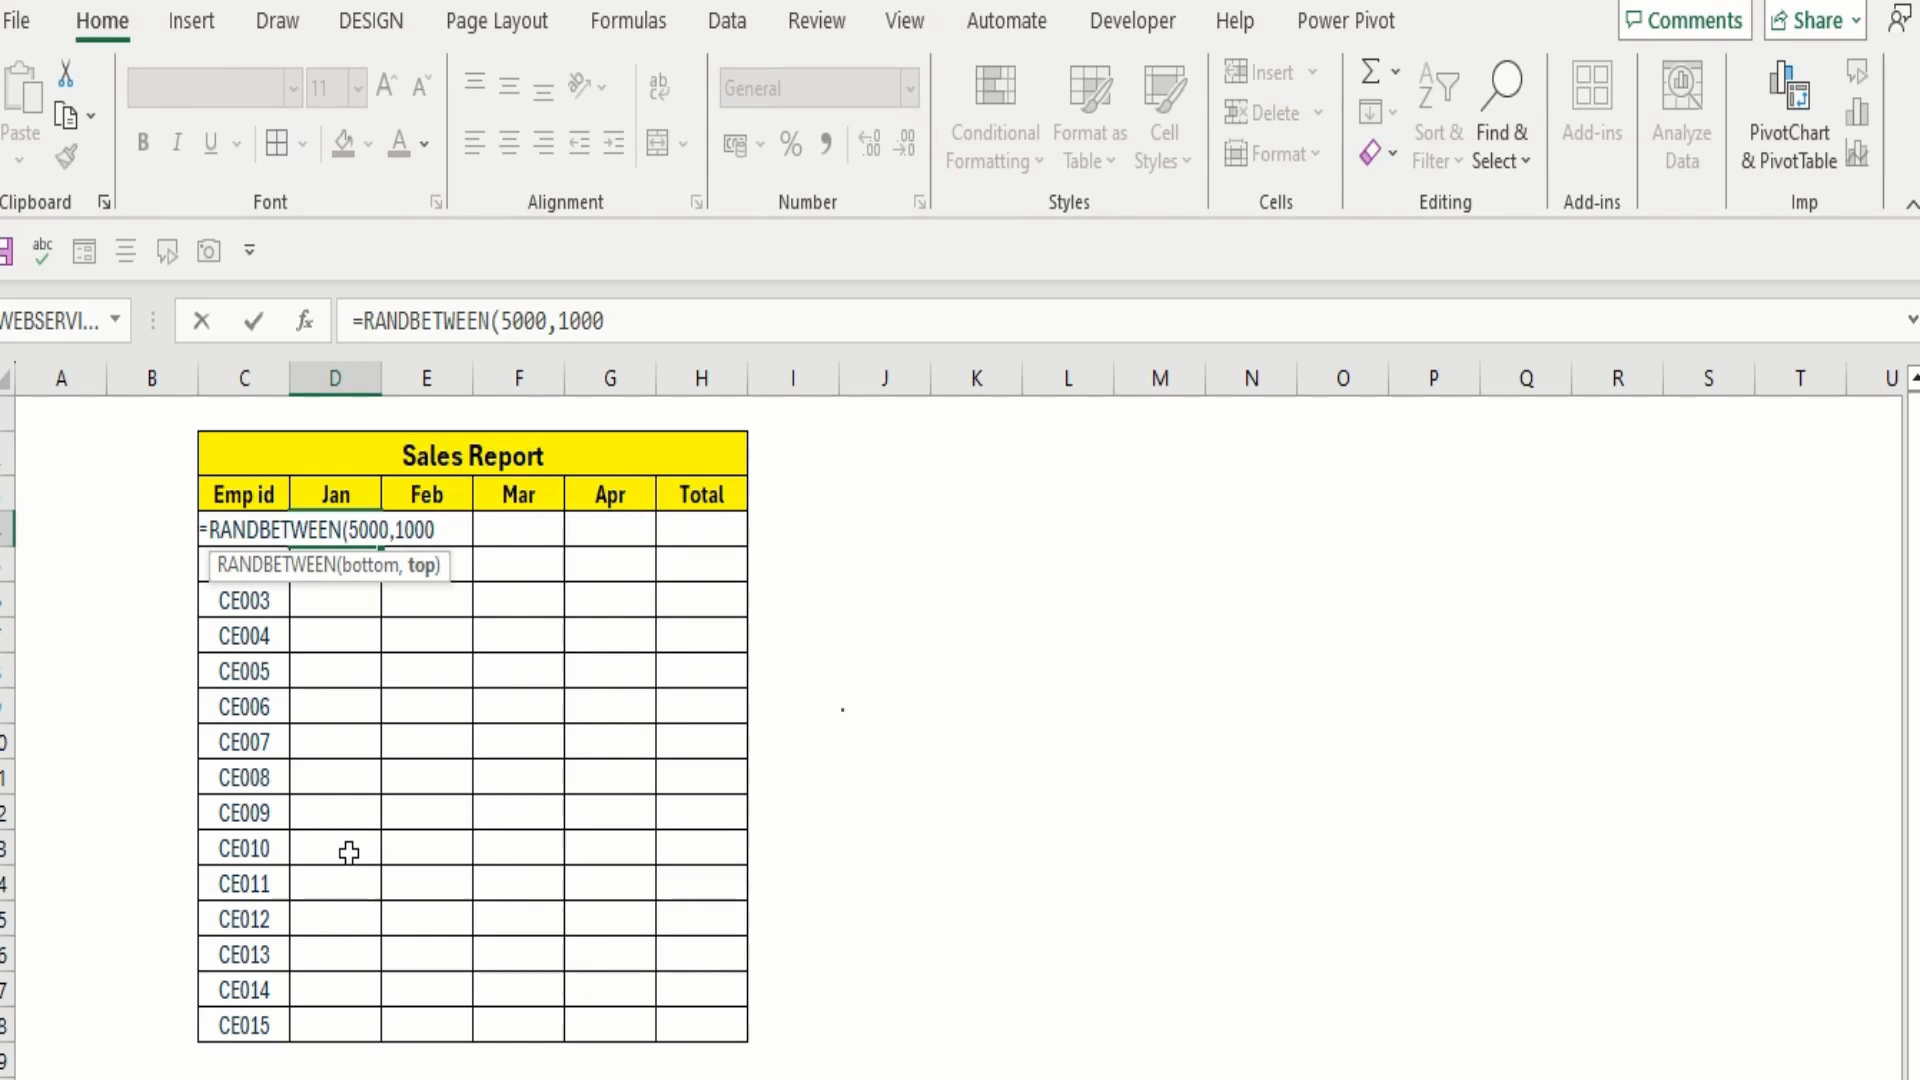 File Home Insert Draw DESIGN Page Layout Formulas Data Review View Automate Developer Help Power Pivot Comments Share
Paste
11
General
Conditional Formatting
Format as Table
Cell Styles
Insert
Delete
Format
Sort & Filter
Find & Select
Add-ins
Analyze Data
PivotChart & PivotTable
Clipboard Font Alignment Number Styles Cells Editing Add-ins Imp
abc
WEBSERVI... fx =RANDBETWEEN(5000,1000
A B C D E F G H I J K L M N O P Q R S T U
Sales Report
Emp id Jan Feb Mar Apr Total
=RANDBETWEEN(5000,1000
RANDBETWEEN(bottom, top)
CE003
CE004
CE005
CE006
CE007
CE008
CE009
CE010
CE011
CE012
CE013
CE014
CE015